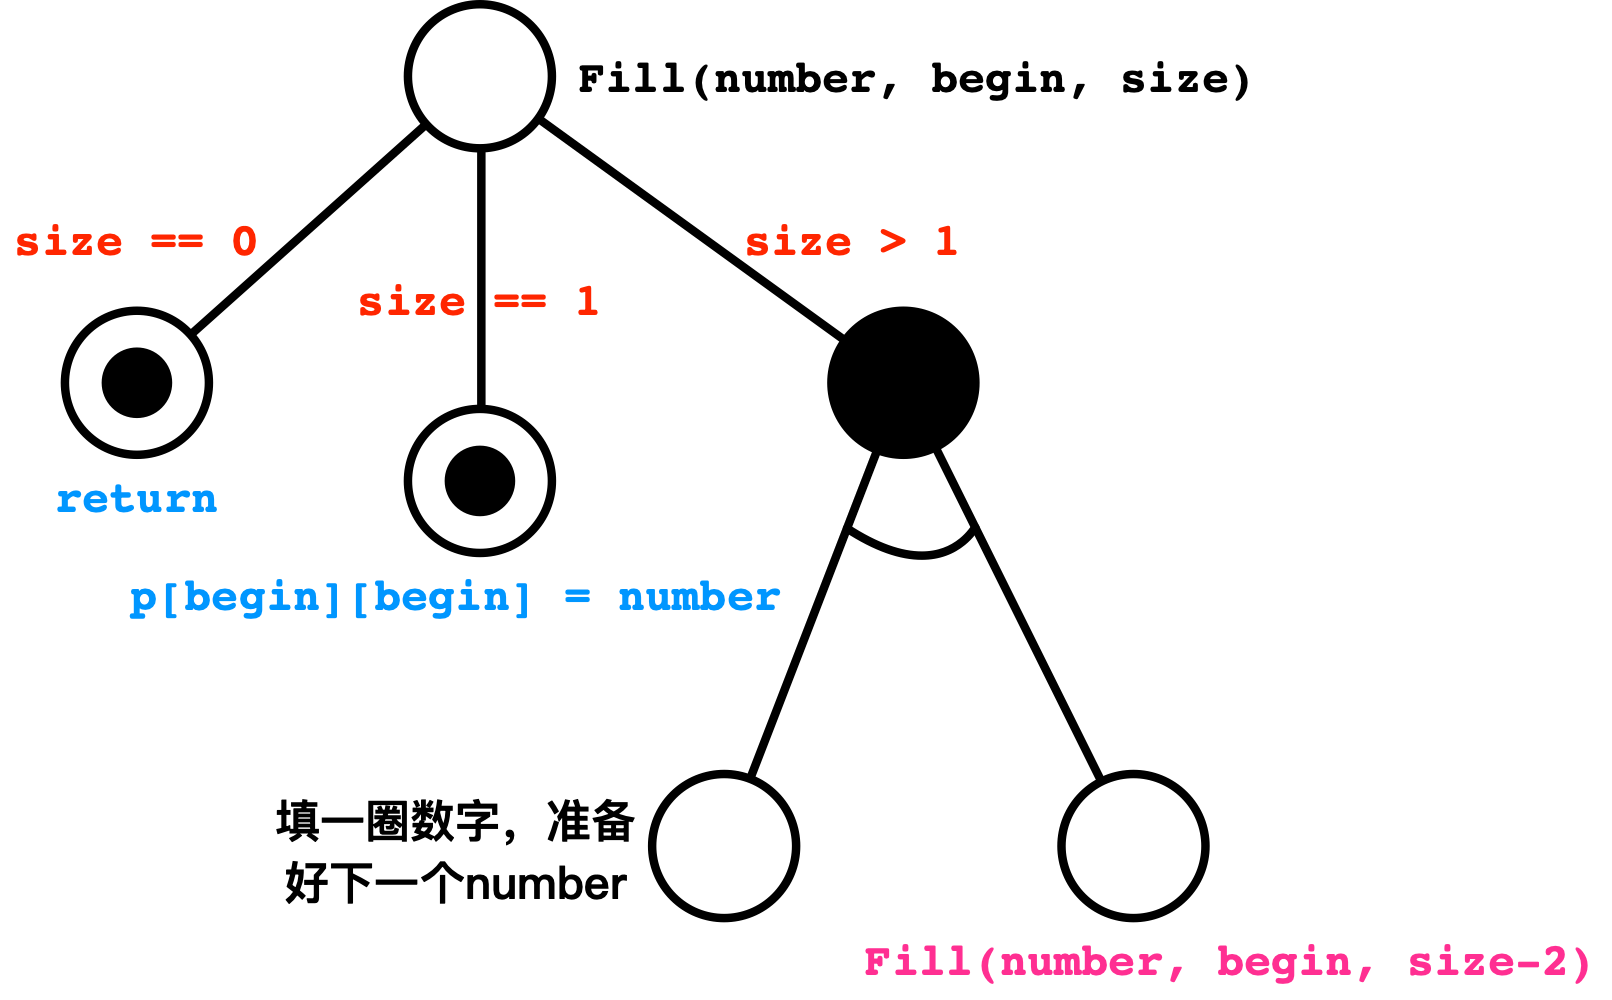 Fill(number, begin, size)
size == 0
size > 1
size == 1
return
p[begin][begin] = number
填一圈数字，准备
好下一个number
Fill(number, begin, size-2)